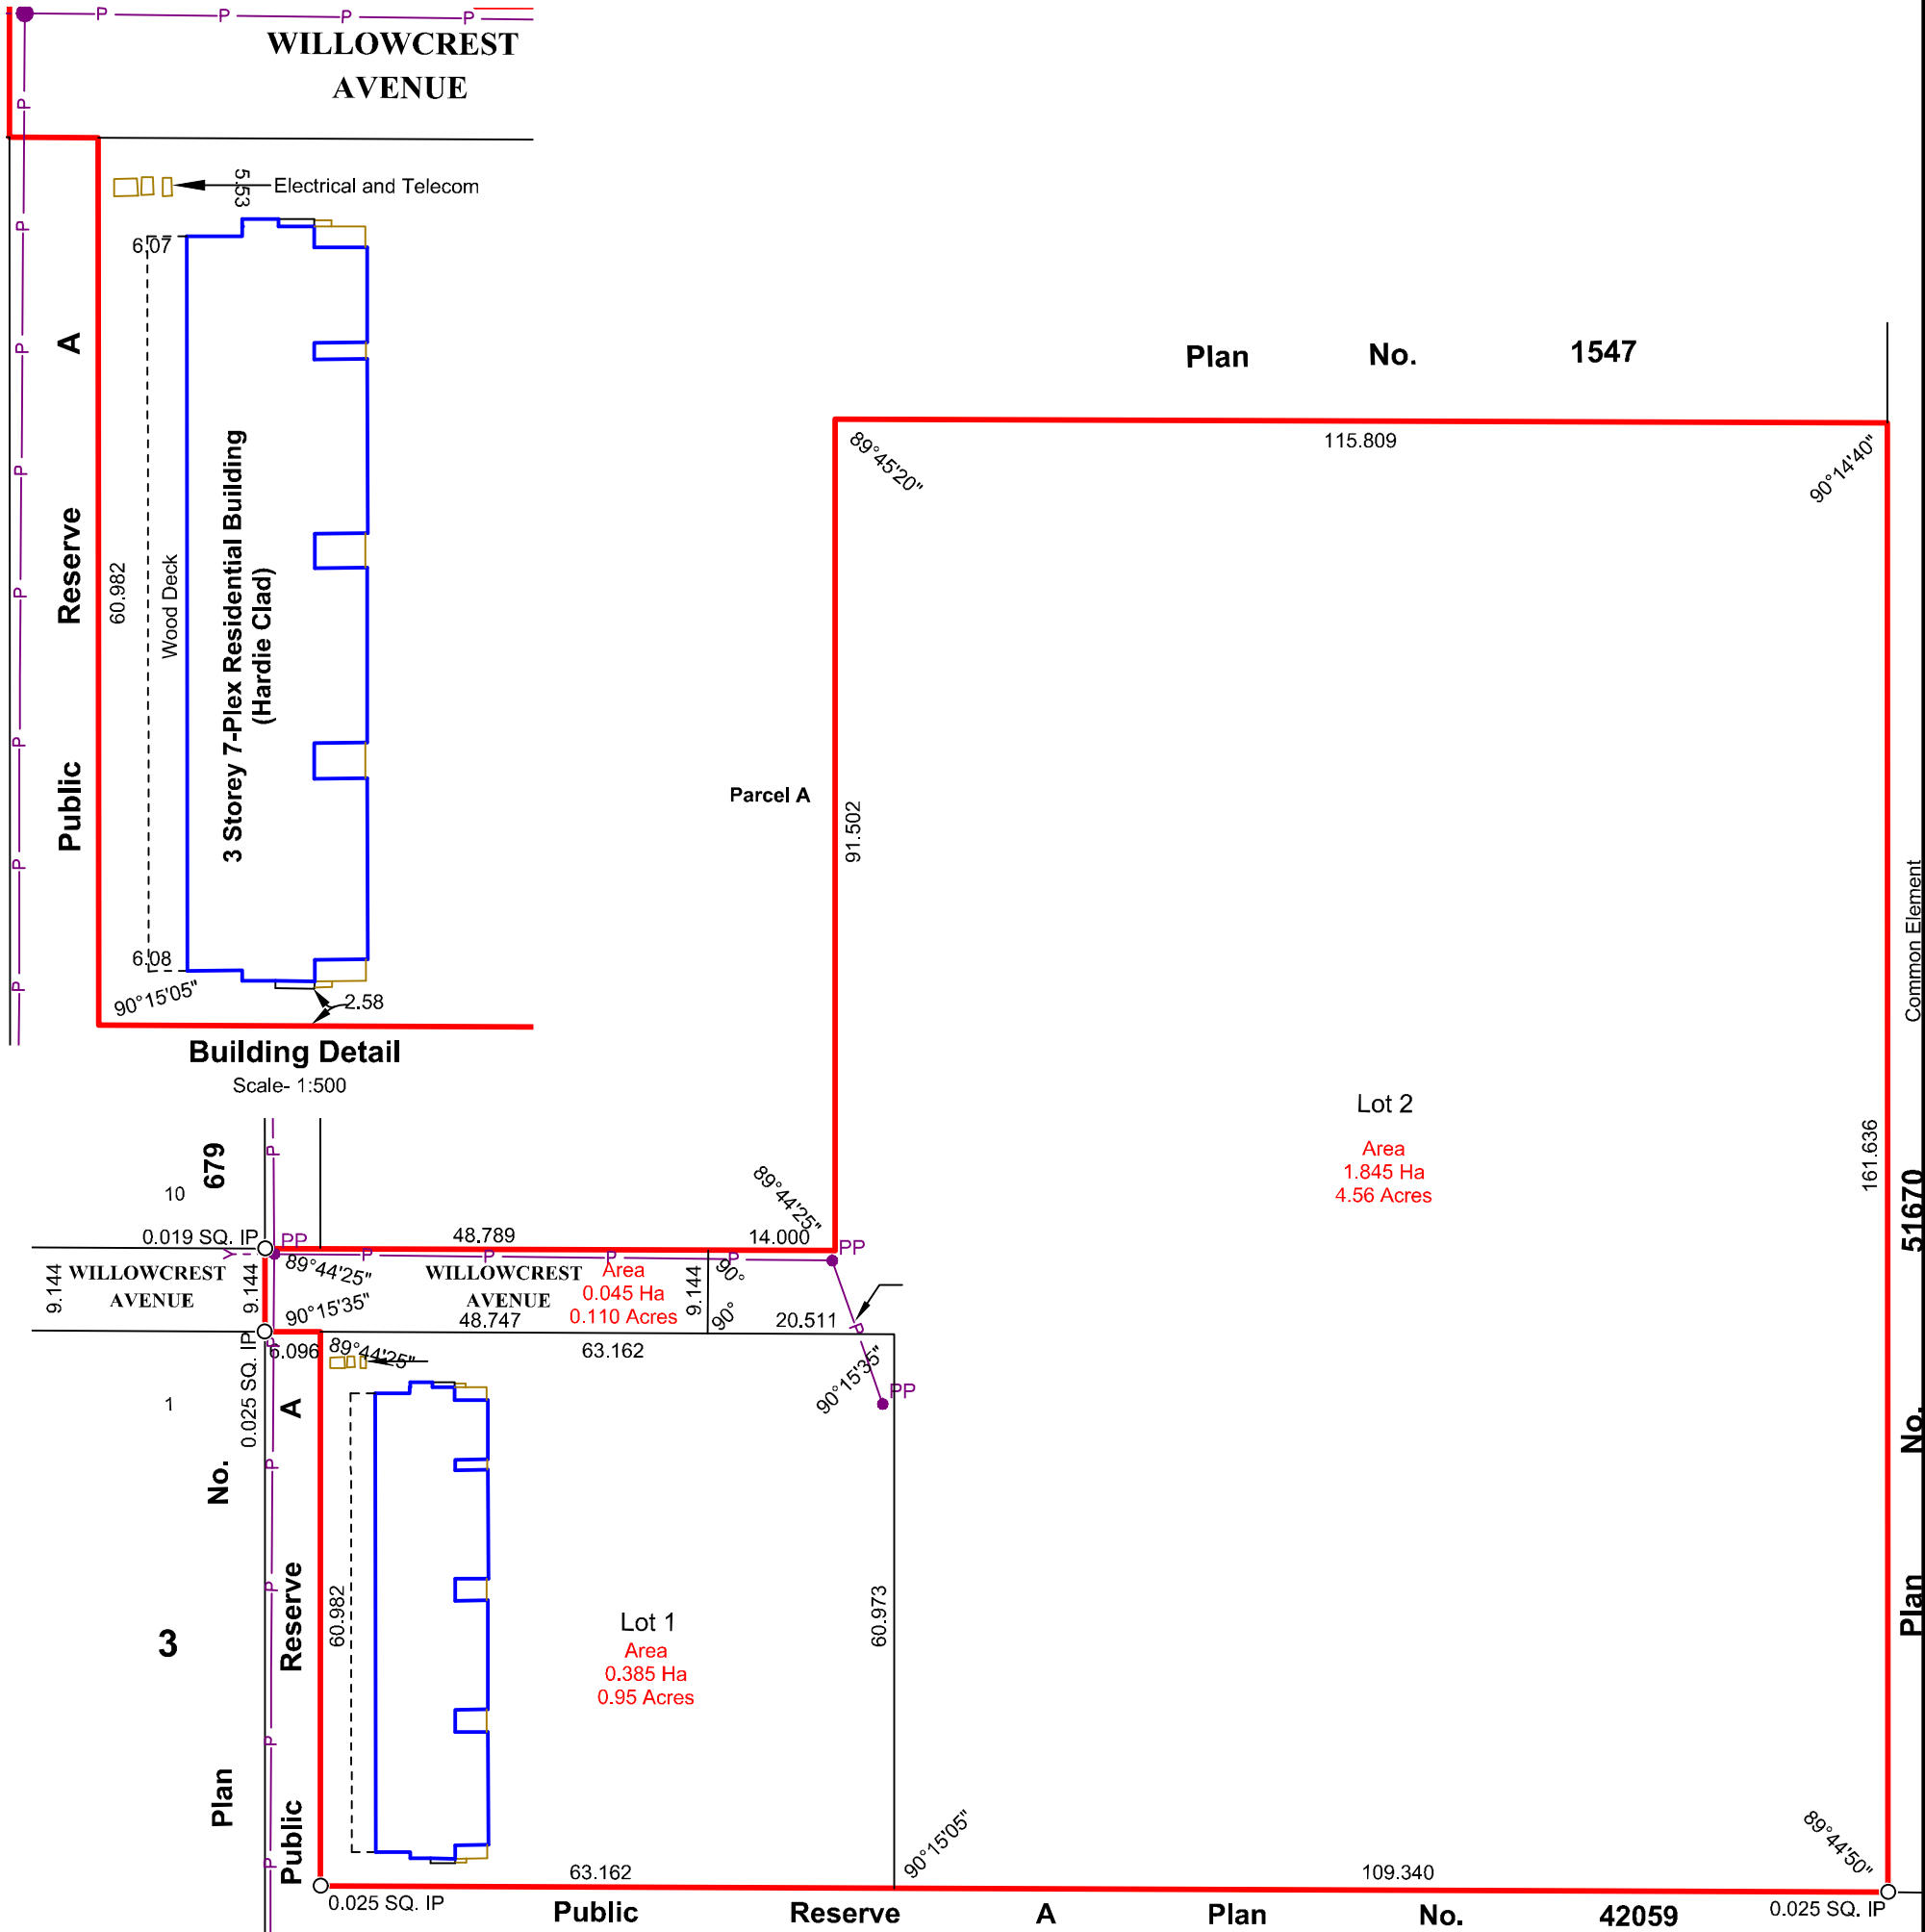 P P P P
WILLOWCREST
AVENUE
P
5.53
Electrical and Telecom
P
6.07
A
P
Plan No. 1547
115.809
89°45'20"
90°14'40"
3 Storey 7-Plex Residential Building
(Hardie Clad)
P
Reserve
60.982
Wood Deck
P
P
Public
Parcel A
91.502
P
6.08
P
90°15'05"
2.58
Common Element
Building Detail
Scale- 1:500
Lot 2
Area
1.845 Ha
4.56 Acres
161.636
679
P
10
89°44'25"
51670
0.019 SQ. IP
PP
48.789
14.000
PP
P P P P
9.144
WILLOWCREST
AVENUE
9.144
89°44'25"
90°15'35"
WILLOWCREST
AVENUE
Area
0.045 Ha
0.110 Acres
9.144
90°
90°
48.747
20.511
P
P
6.096
89°44'25"
63.162
90°15'35"
PP
0.025 SQ. IP
1
A
No.
P
No.
3
P
Reserve
60.982
Lot 1
Area
0.385 Ha
0.95 Acres
60.973
Plan
P
Plan
Public
P
90°15'05"
89°44'50"
63.162
109.340
0.025 SQ. IP
0.025 SQ. IP
Public Reserve A Plan No. 42059